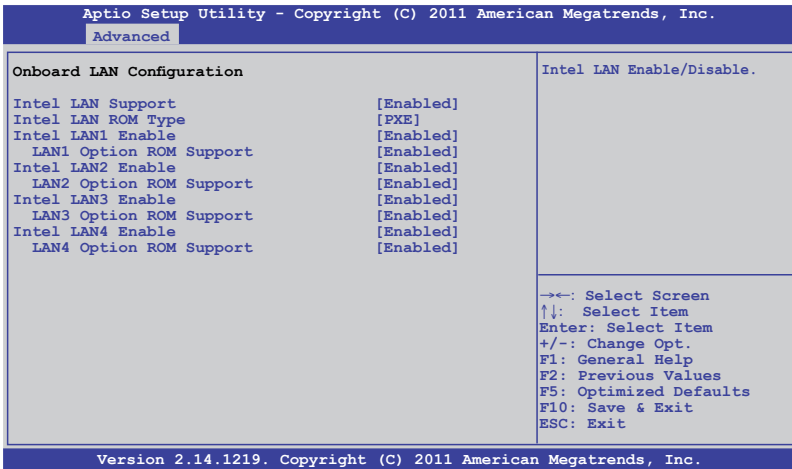 Aptio Setup Utility - Copyright (C) 2011 American Megatrends, Inc.
Advanced
Onboard LAN Configuration
Intel LAN Support [Enabled]
Intel LAN ROM Type [PXE]
Intel LAN1 Enable [Enabled]
LAN1 Option ROM Support [Enabled]
Intel LAN2 Enable [Enabled]
LAN2 Option ROM Support [Enabled]
Intel LAN3 Enable [Enabled]
LAN3 Option ROM Support [Enabled]
Intel LAN4 Enable [Enabled]
LAN4 Option ROM Support [Enabled]
Intel LAN Enable/Disable.
→←: Select Screen
↑↓: Select Item
Enter: Select Item
+/-: Change Opt.
F1: General Help
F2: Previous Values
F5: Optimized Defaults
F10: Save & Exit
ESC: Exit
Version 2.14.1219. Copyright (C) 2011 American Megatrends, Inc.